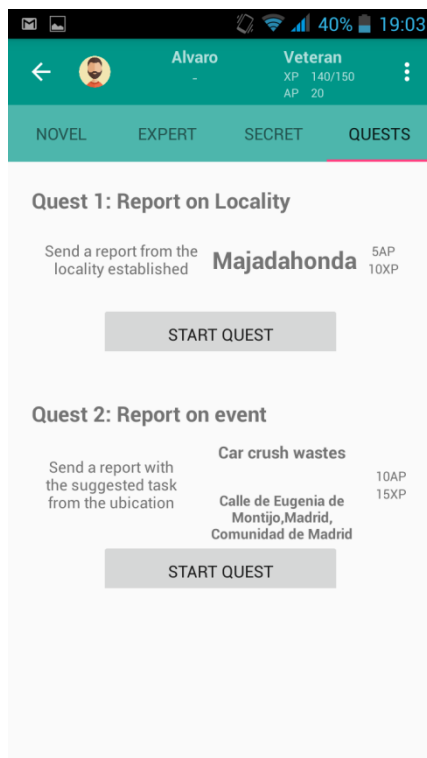 40% 19:03
Alvaro
-
Veteran
XP 140/150
AP 20
NOVEL EXPERT SECRET QUESTS
Quest 1: Report on Locality
Send a report from the
locality established
Majadahonda
5AP
10XP
START QUEST
Quest 2: Report on event
Send a report with
the suggested task
from the ubication
Car crush wastes
Calle de Eugenia de
Montijo,Madrid,
Comunidad de Madrid
10AP
15XP
START QUEST